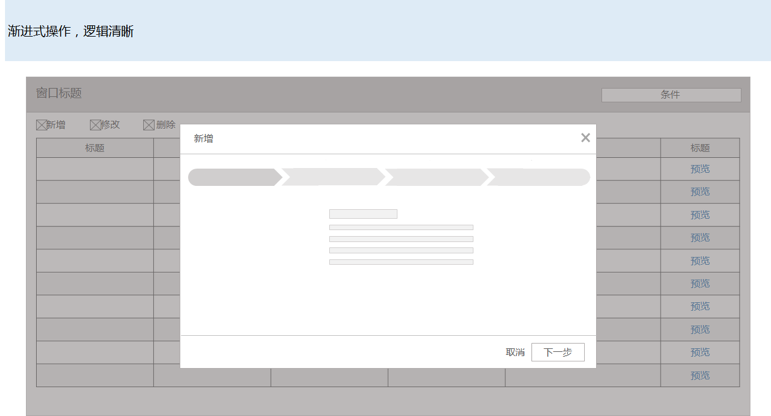 渐进式操作，逻辑清晰
窗口标题
条件
新增 修改 删除
新增
标题 标题
预览
预览
预览
预览
预览
预览
预览
预览
预览
预览
取消 下一步